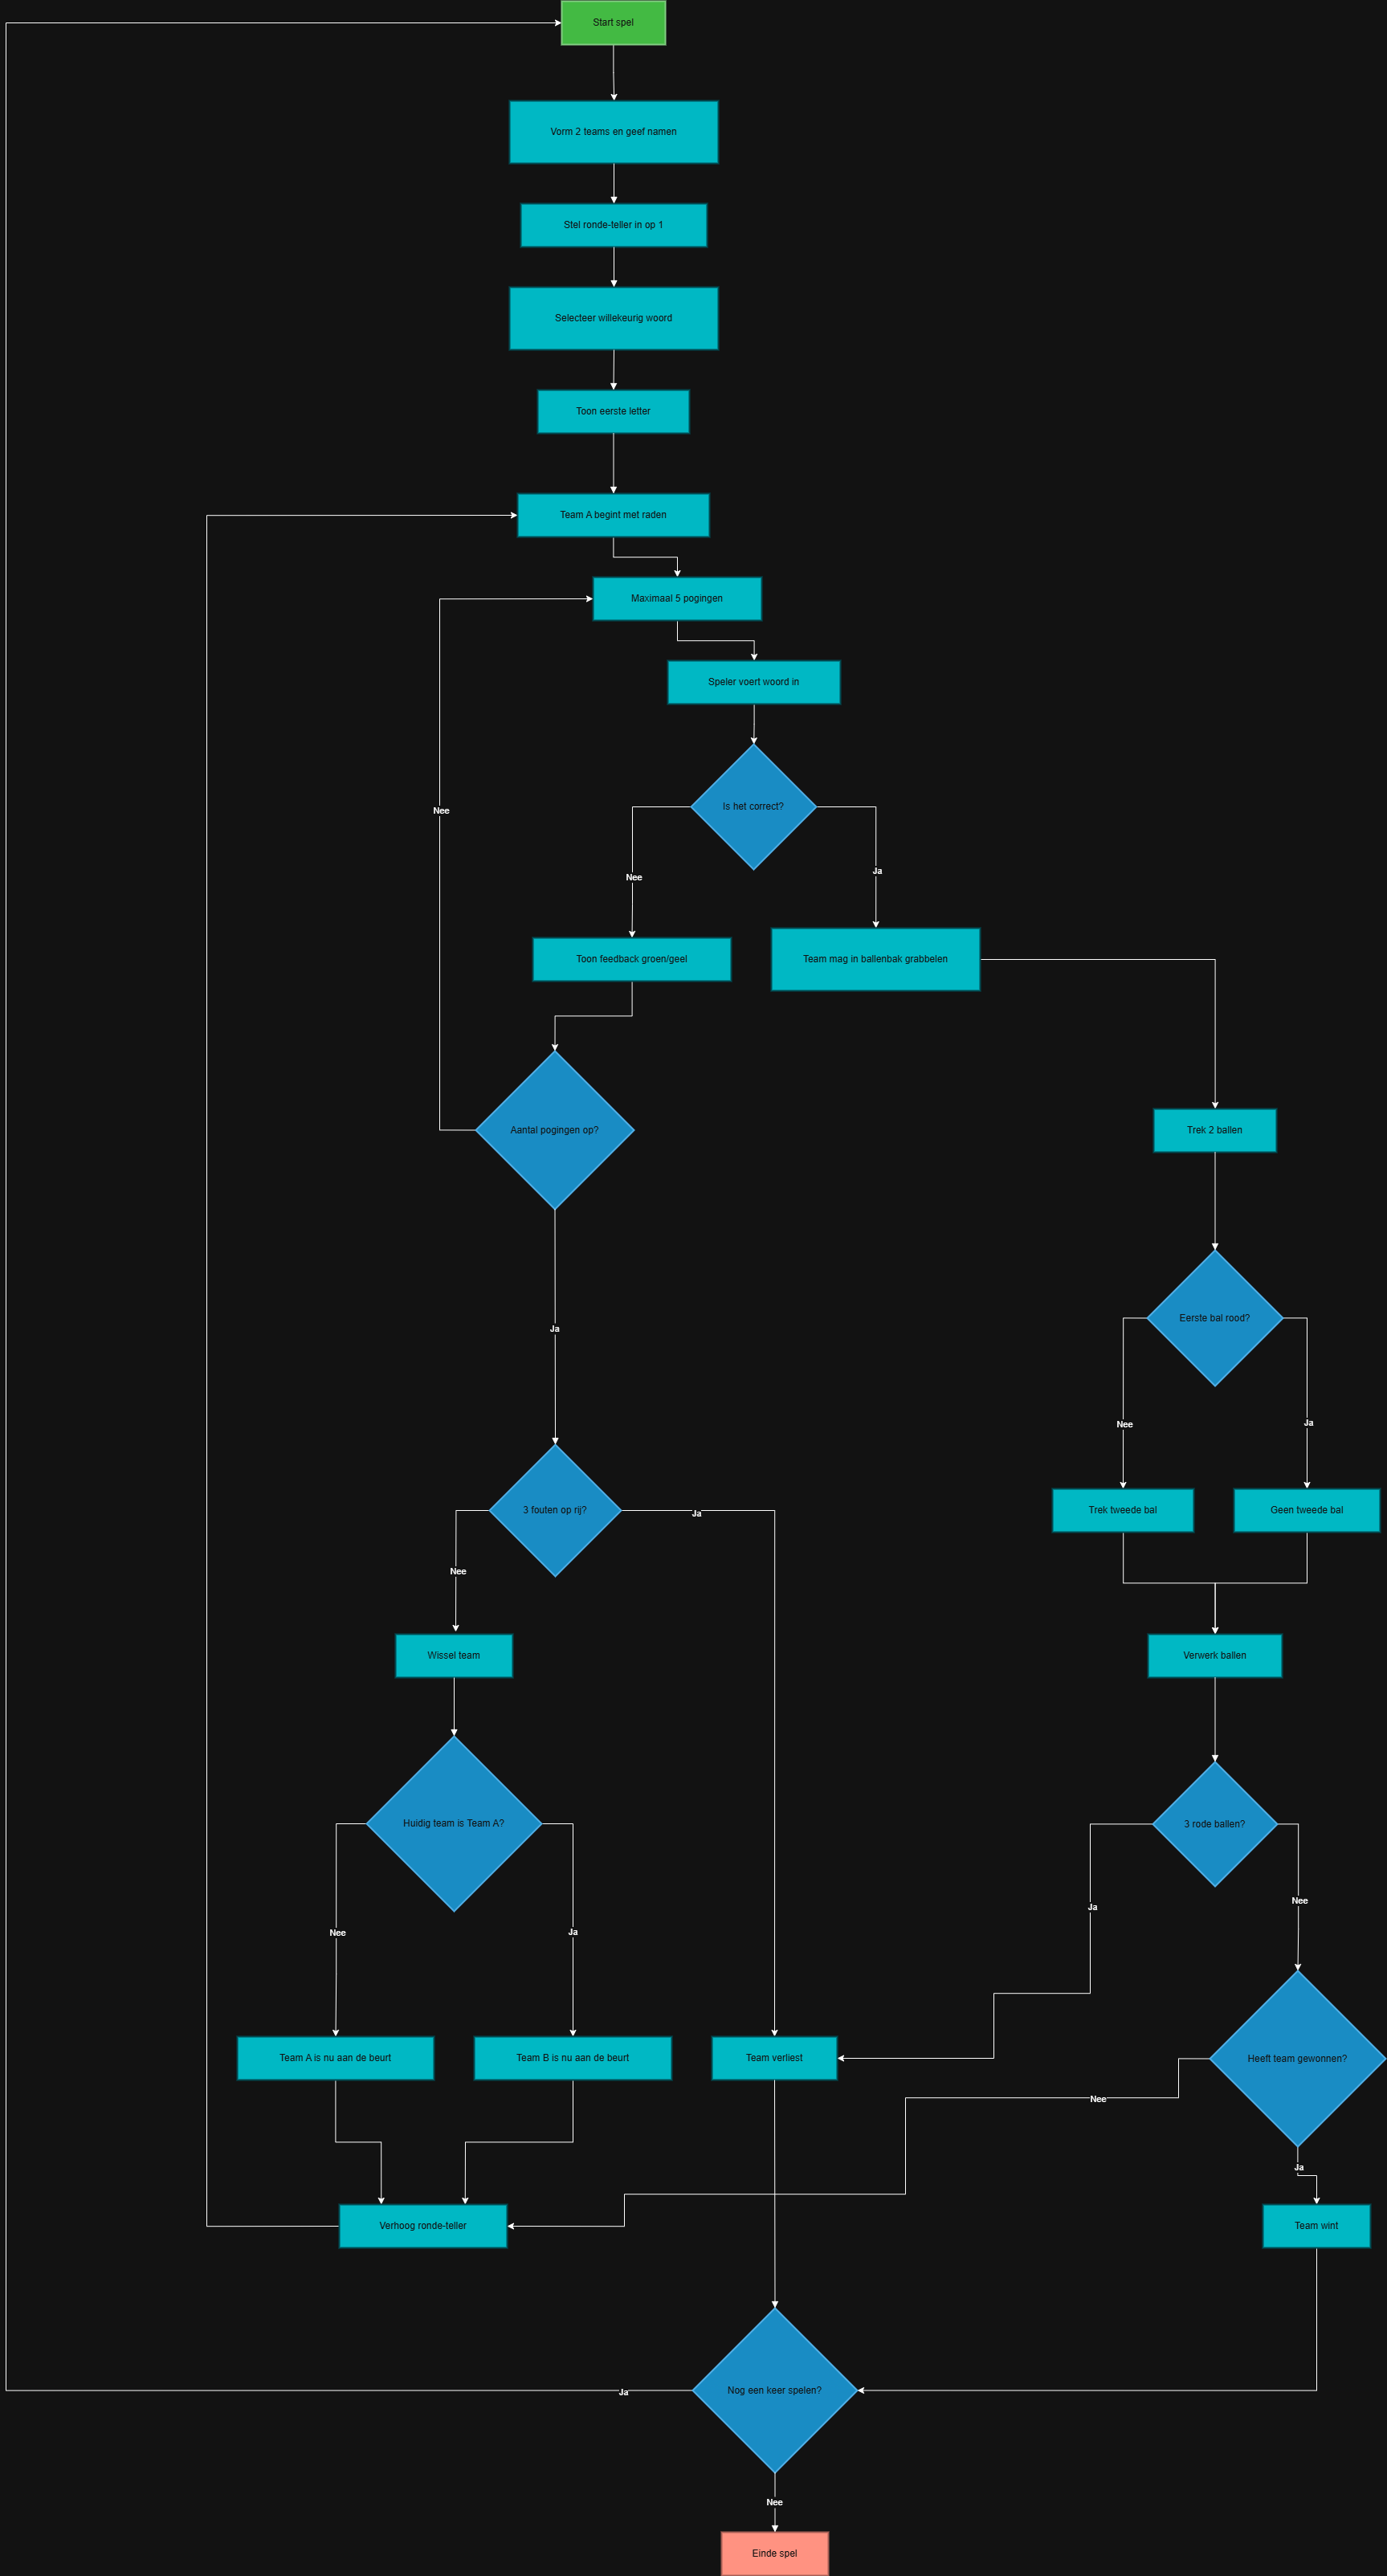 Start spel
Vorm 2 teams en geef namen
Stel ronde-teller in op 1
Selecteer willekeurig woord
Toon eerste letter
Team A begint met raden
Maximaal 5 pogingen
Speler voert woord in
Is het correct?
Nee
Nee
Ja
Toon feedback groen/geel
Team mag in ballenbak grabbelen
Aantal pogingen op?
Trek 2 ballen
Eerste bal rood?
Ja
Nee
Ja
3 fouten op rij?
Ja
Trek tweede bal
Geen tweede bal
Nee
Wissel team
Verwerk ballen
Huidig team is Team A?
3 rode ballen?
Nee
Ja
Ja
Nee
Team A is nu aan de beurt
Team B is nu aan de beurt
Team verliest
Heeft team gewonnen?
Nee
Ja
Verhoog ronde-teller
Team wint
Nog een keer spelen?
Ja
Nee
Einde spel